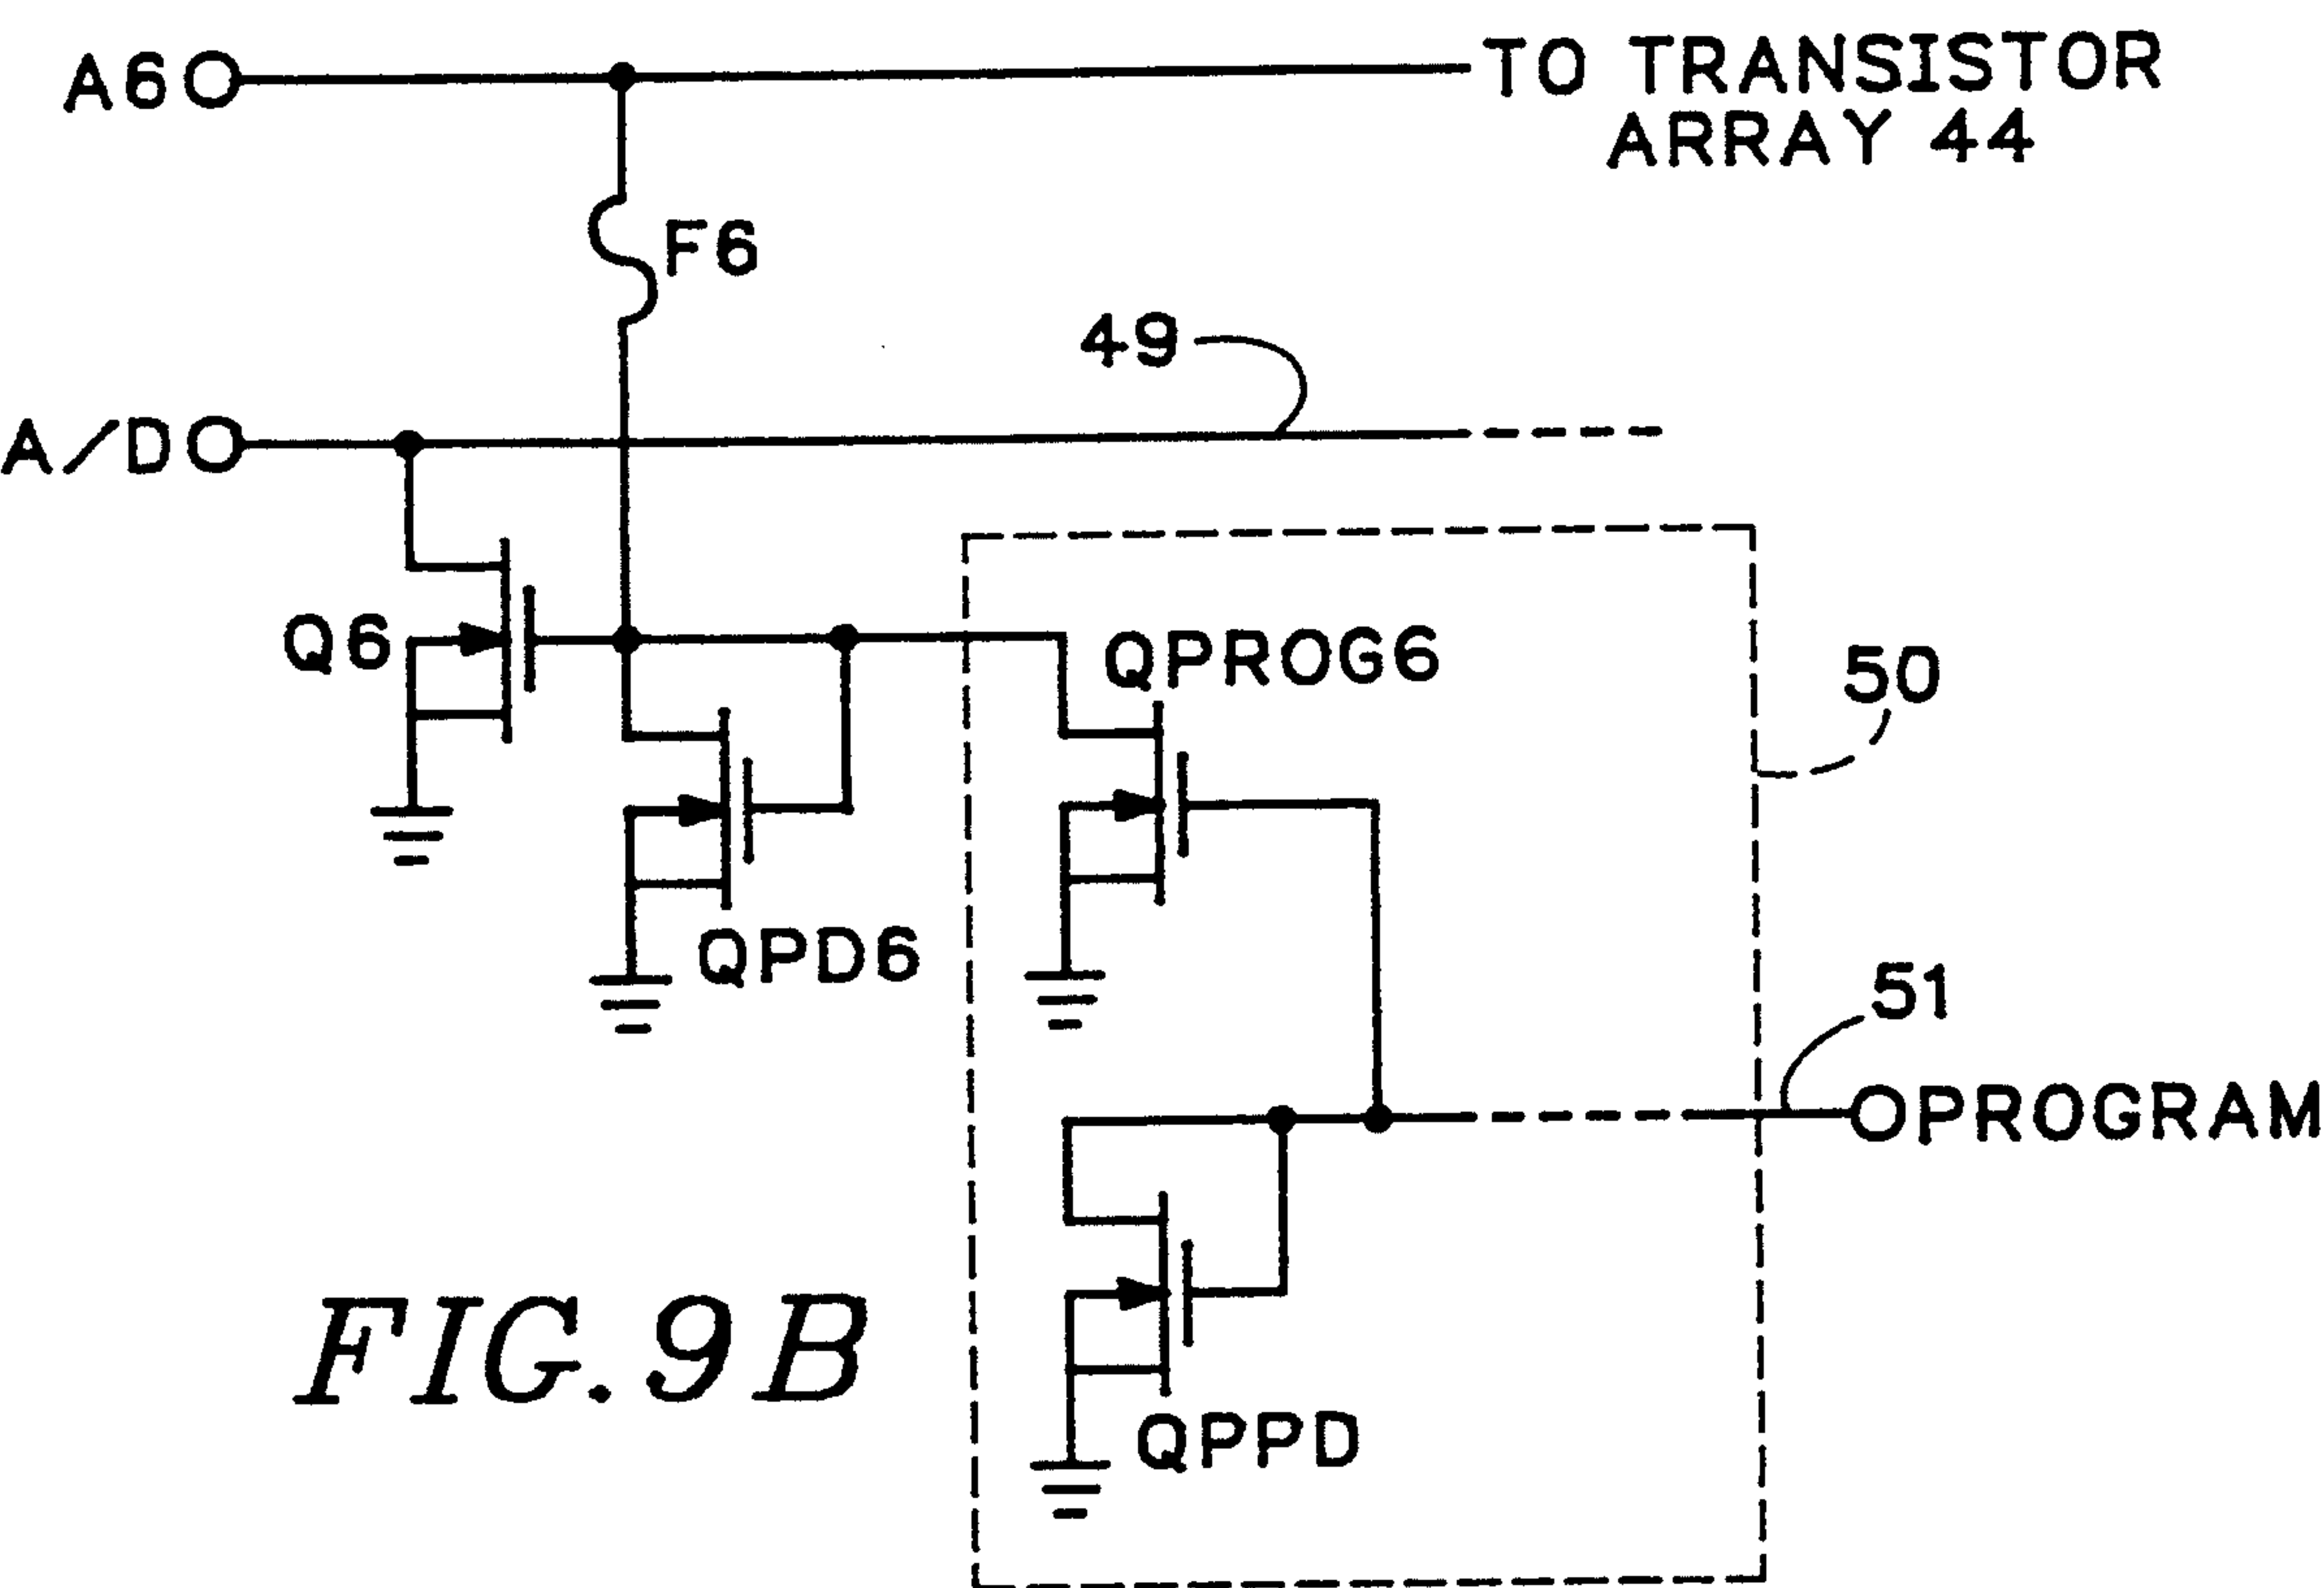 A6
TO TRANSISTOR
ARRAY 44
F6
49
A/D
Q6
QPROG6
50
QPD6
51
PROGRAM
FIG. 9B
QPPD